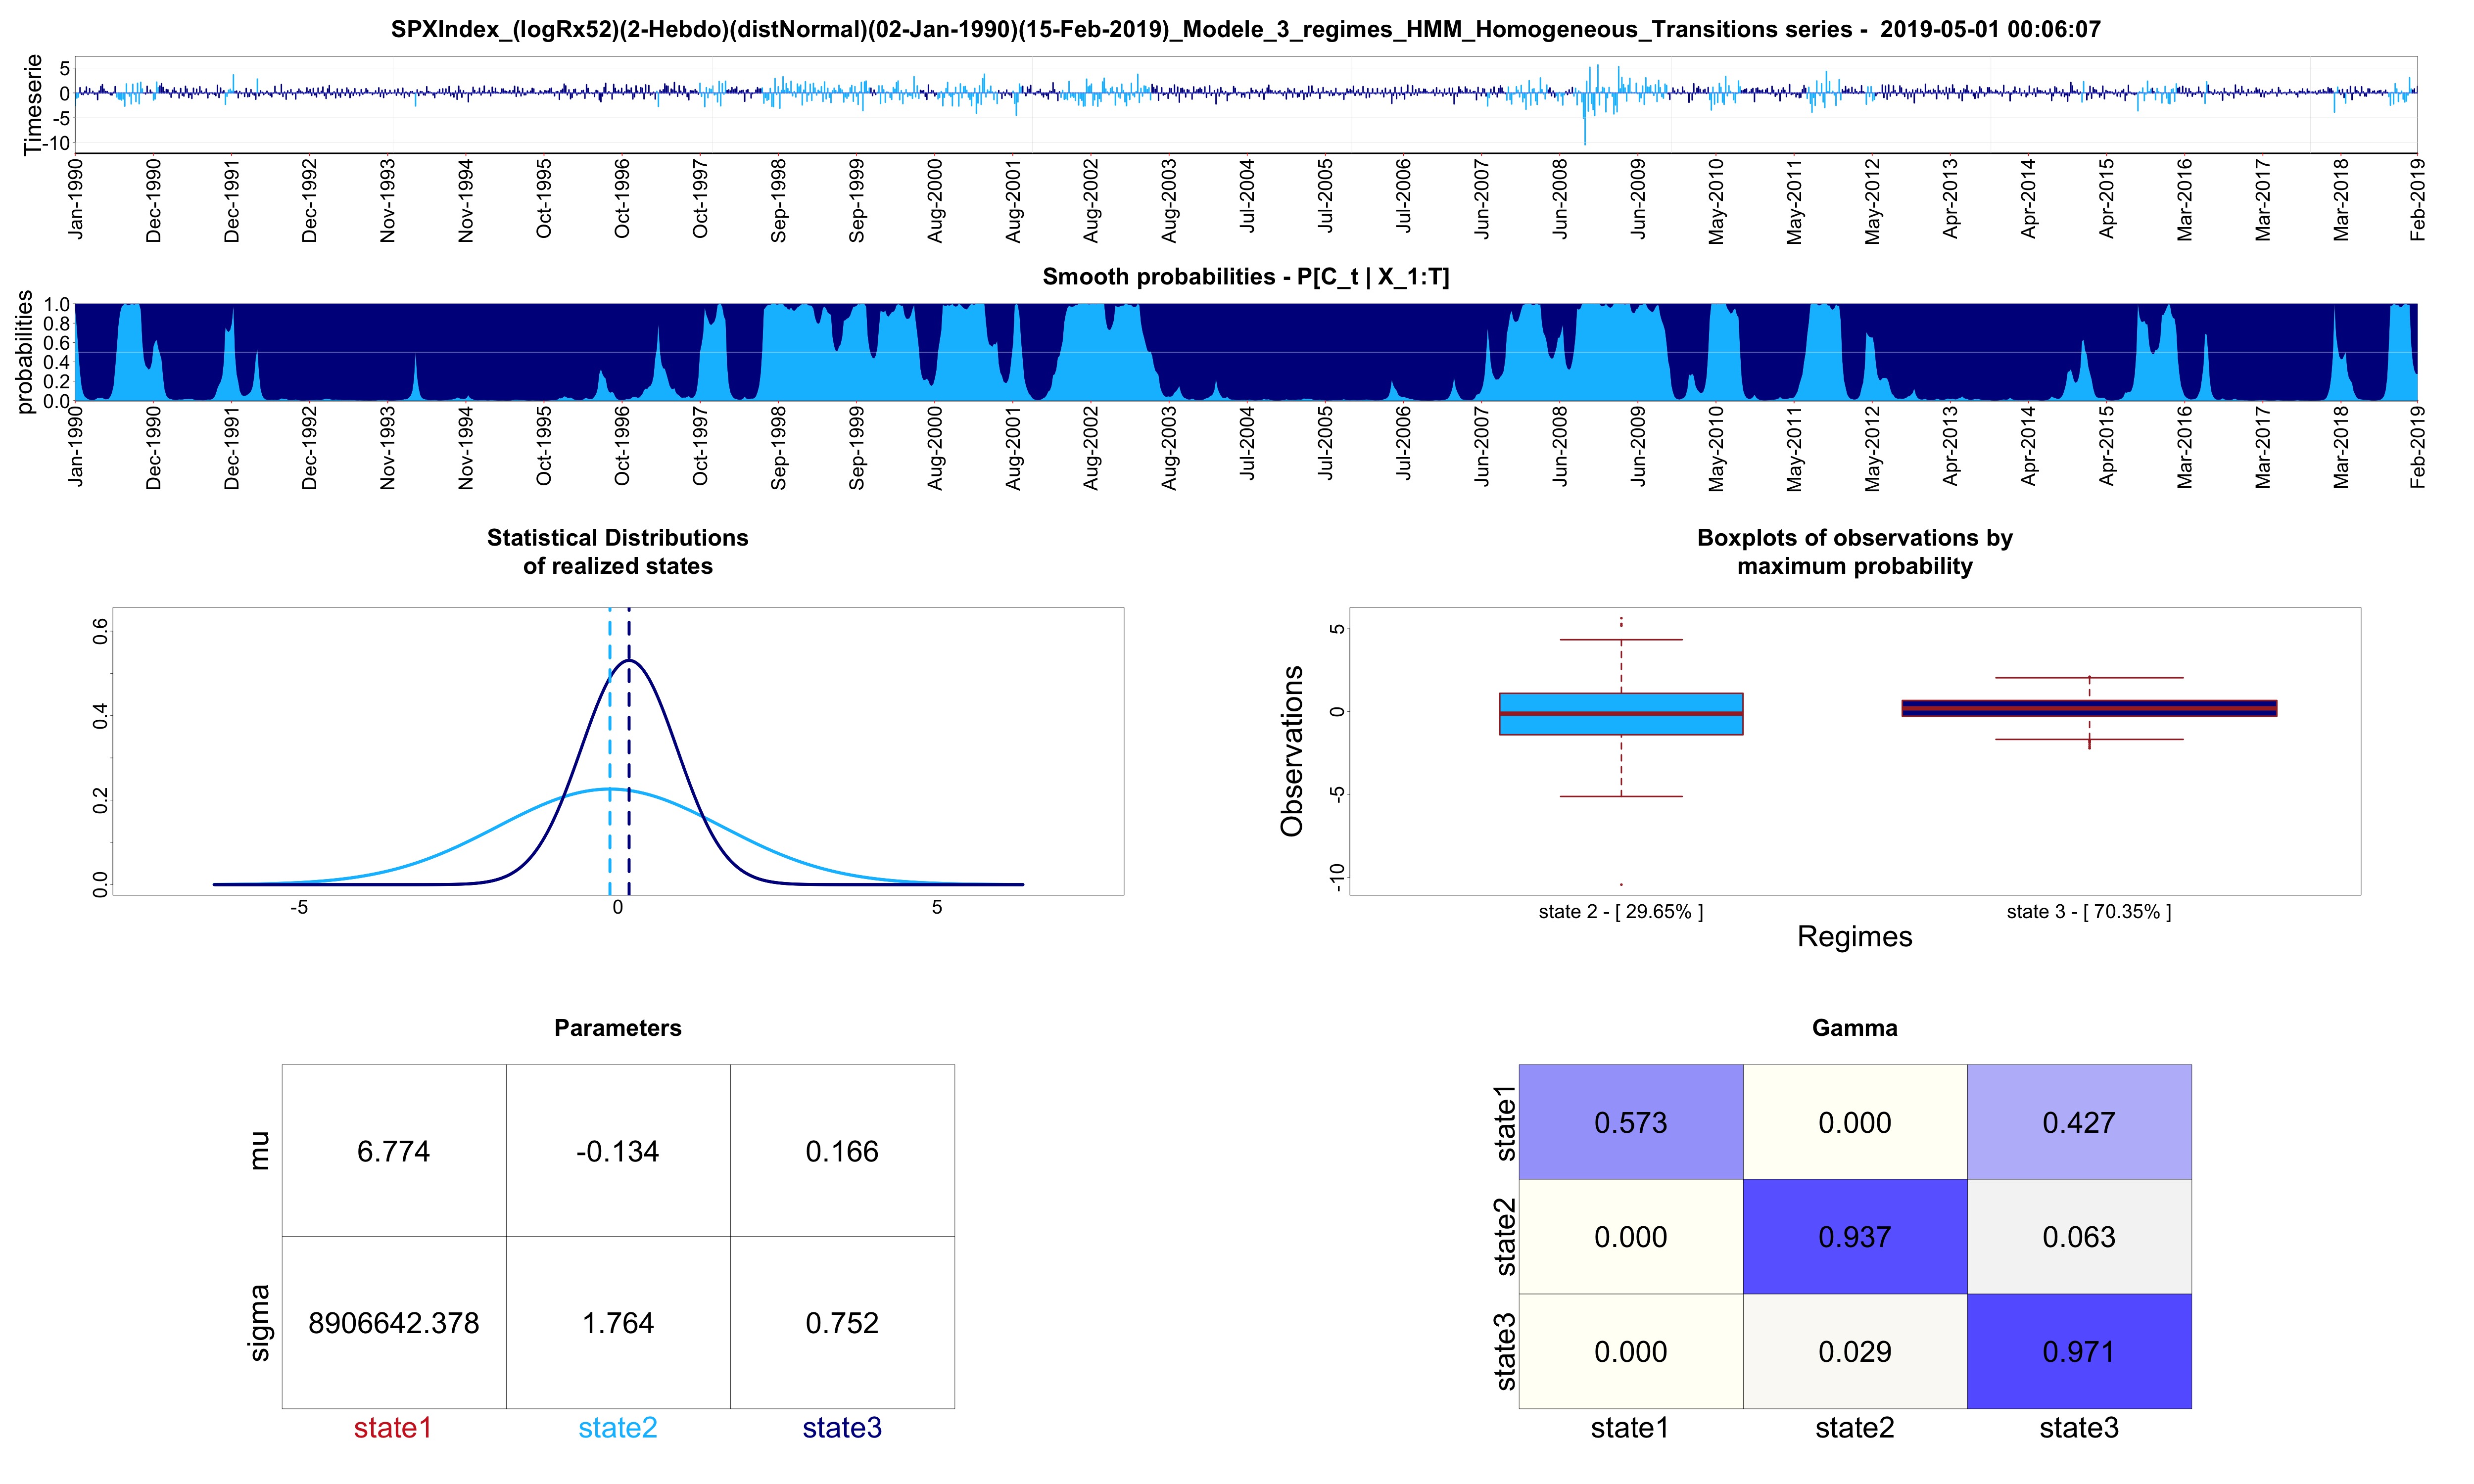 SPXIndex_(logRx52)(2-Hebdo)(distNormal)(02-Jan-1990)(15-Feb-2019)_Modele_3_regimes_HMM_Homogeneous_Transitions series - 2019-05-01 00:06:07
Timeserie
5
0
-5
-10
Jan-1990
Dec-1990
Dec-1991
Dec-1992
Nov-1993
Nov-1994
Oct-1995
Oct-1996
Oct-1997
Sep-1998
Sep-1999
Aug-2000
Aug-2001
Aug-2002
Aug-2003
Jul-2004
Jul-2005
Jul-2006
Jun-2007
Jun-2008
Jun-2009
May-2010
May-2011
May-2012
Apr-2013
Apr-2014
Apr-2015
Mar-2016
Mar-2017
Mar-2018
Feb-2019
Smooth probabilities - P[C_t | X_1:T]
probabilities
1.0
0.8
0.6
0.4
0.2
0.0
Jan-1990
Dec-1990
Dec-1991
Dec-1992
Nov-1993
Nov-1994
Oct-1995
Oct-1996
Oct-1997
Sep-1998
Sep-1999
Aug-2000
Aug-2001
Aug-2002
Aug-2003
Jul-2004
Jul-2005
Jul-2006
Jun-2007
Jun-2008
Jun-2009
May-2010
May-2011
May-2012
Apr-2013
Apr-2014
Apr-2015
Mar-2016
Mar-2017
Mar-2018
Feb-2019
Statistical Distributions
of realized states
0.6
0.4
0.2
0.0
-5 0 5
Boxplots of observations by
maximum probability
Observations
5
0
-5
-10
state 2 - [ 29.65% ] state 3 - [ 70.35% ]
Regimes
Parameters
mu 6.774 -0.134 0.166
sigma 8906642.378 1.764 0.752
state1 state2 state3
Gamma
state1 0.573 0.000 0.427
state2 0.000 0.937 0.063
state3 0.000 0.029 0.971
state1 state2 state3